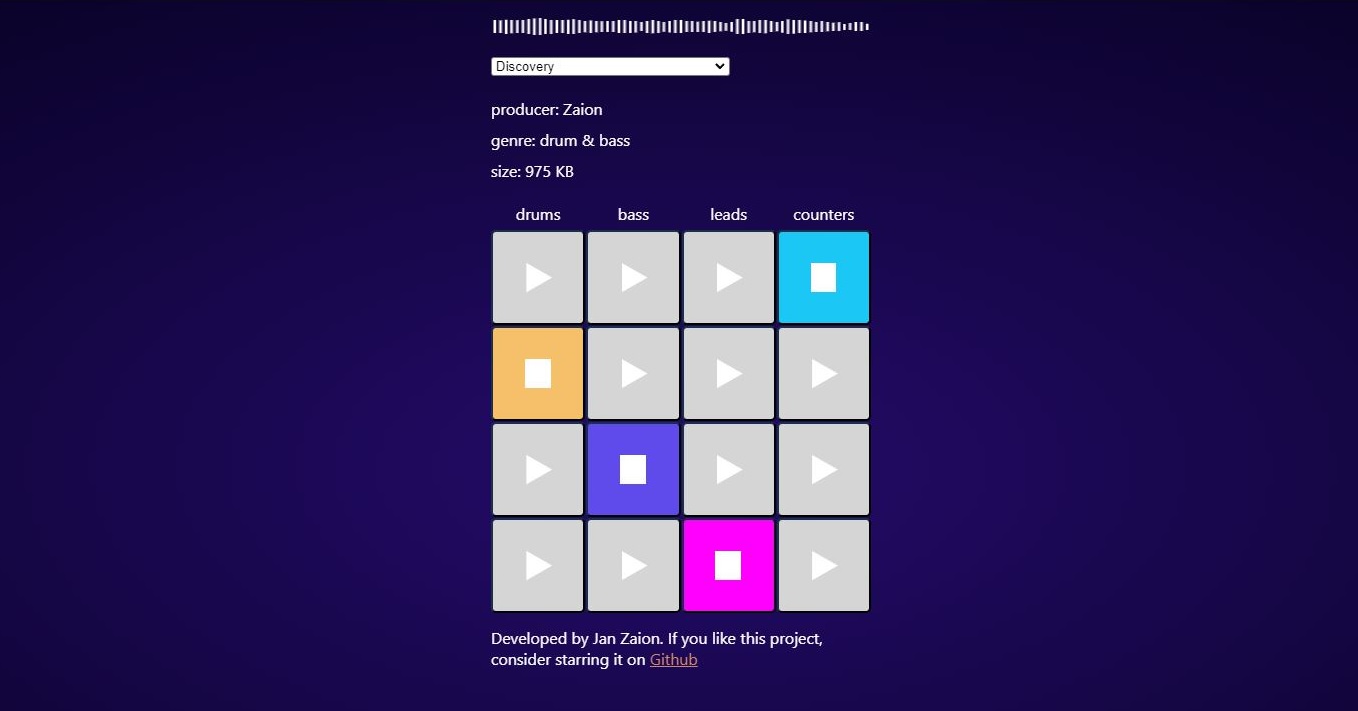 Discovery
producer: Zaion
genre: drum & bass
size: 975 KB
drums bass leads counters
Developed by Jan Zaion. If you like this project,
consider starring it on Github